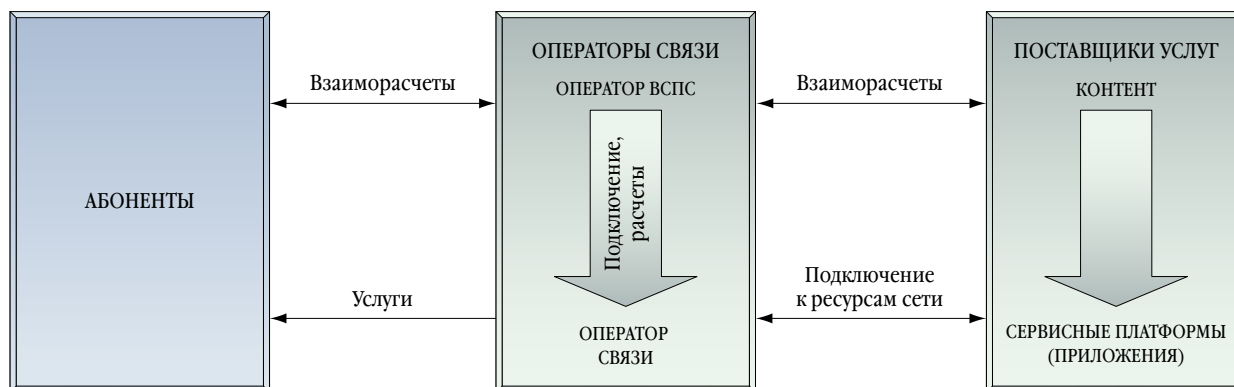 АБОНЕНТЫ
Взаиморасчеты
Услуги
ОПЕРАТОРЫ СВЯЗИ
ОПЕРАТОР ВСПС
Подключение,
расчеты
ОПЕРАТОР
СВЯЗИ
Взаиморасчеты
Подключение
к ресурсам сети
ПОСТАВЩИКИ УСЛУГ
КОНТЕНТ
СЕРВИСНЫЕ ПЛАТФОРМЫ
(ПРИЛОЖЕНИЯ)